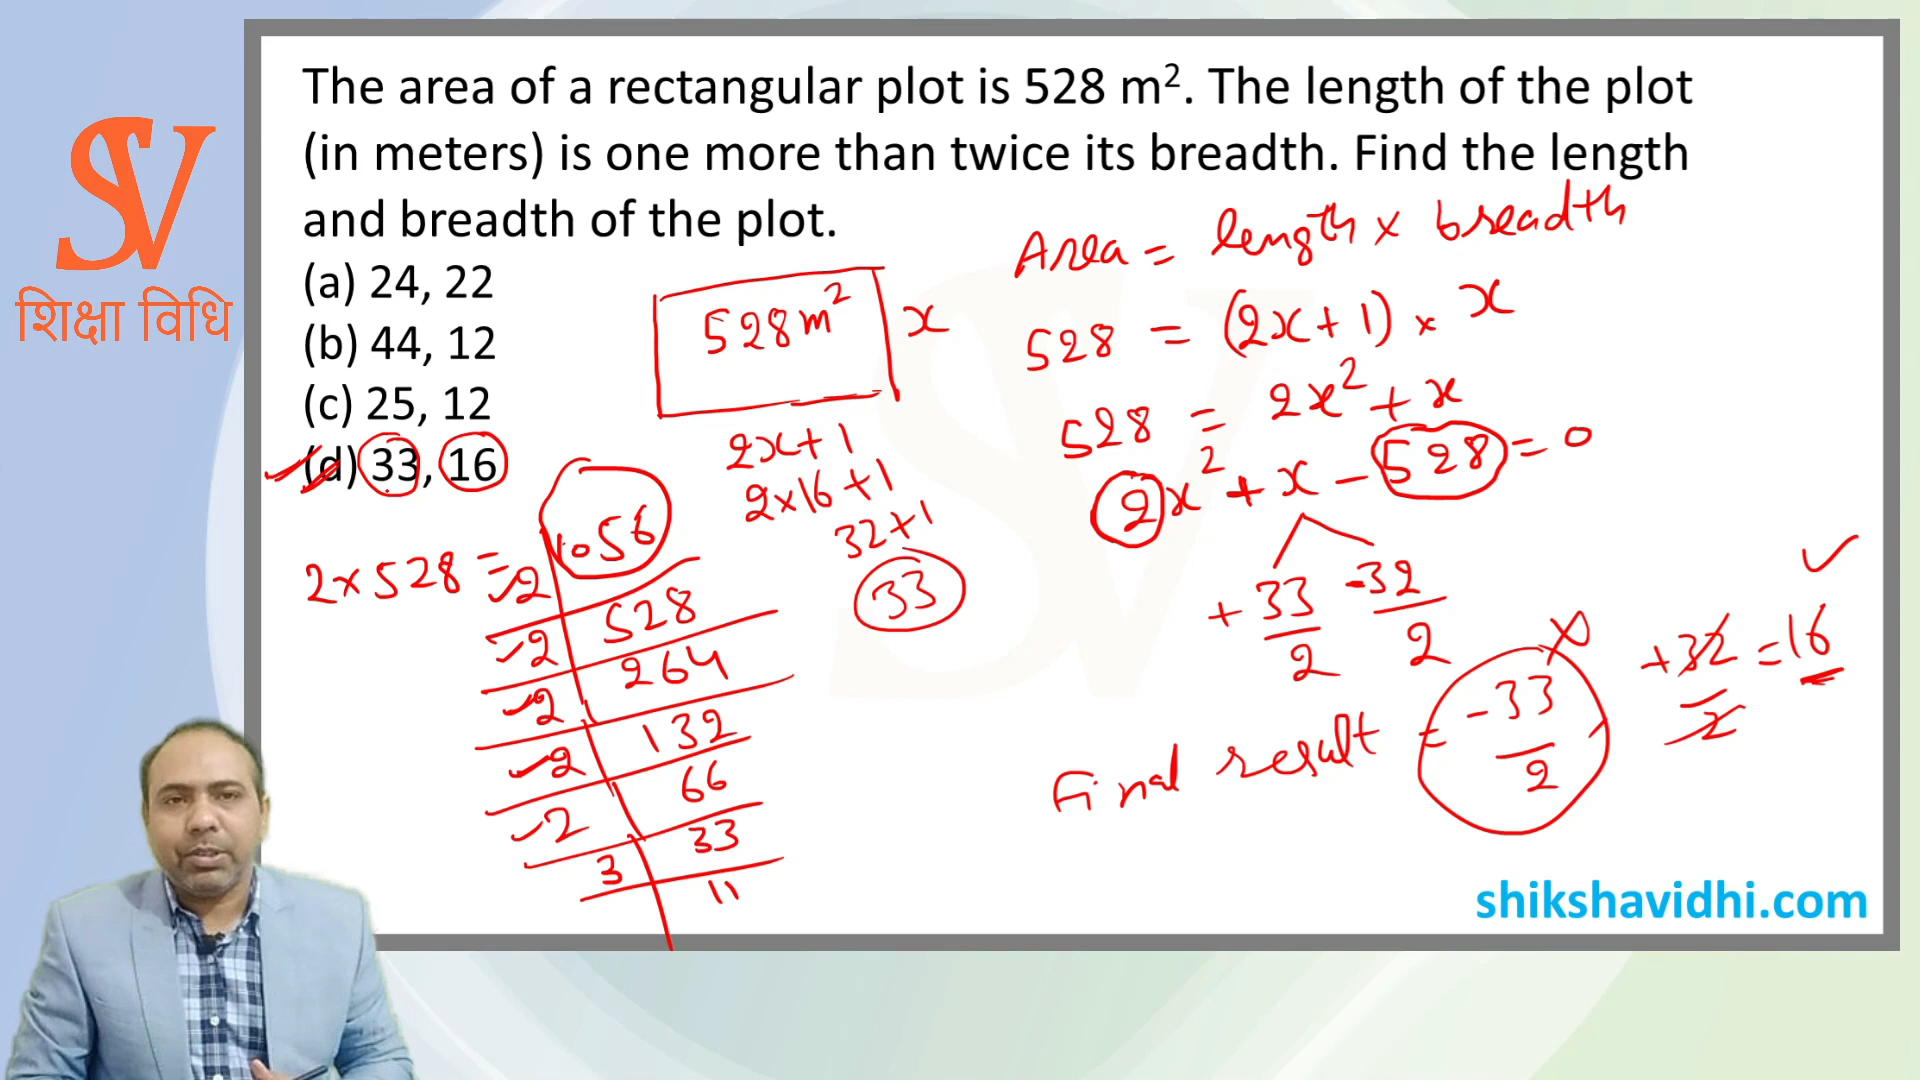 The area of a rectangular plot is 528 m². The length of the plot
(in meters) is one more than twice its breadth. Find the length
and breadth of the plot.
(a) 24, 22
(b) 44, 12
(c) 25, 12
(d) 33, 16
SV
शिक्षा विधि
528 m²
x
2x+1
2×16+1
32+1
33
2×528 =
2 1056
2 528
2 264
2 132
2 66
3 33
11
Area = length × breadth
528 = (2x+1) × x
528 = 2x² + x
2x² + x - 528 = 0
+33/2 -32/2
Final result = -33/2, +32/2 = 16
shikshavidhi.com